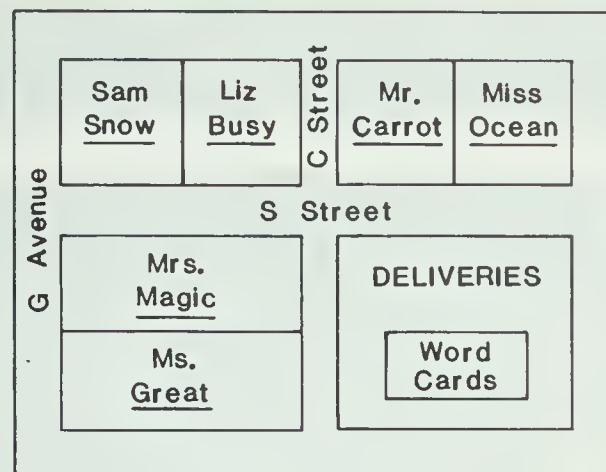 Sam
Snow
Liz
Busy
C Street
Mr.
Carrot
Miss
Ocean
S Street
G Avenue
Mrs.
Magic
Ms.
Great
DELIVERIES
Word
Cards